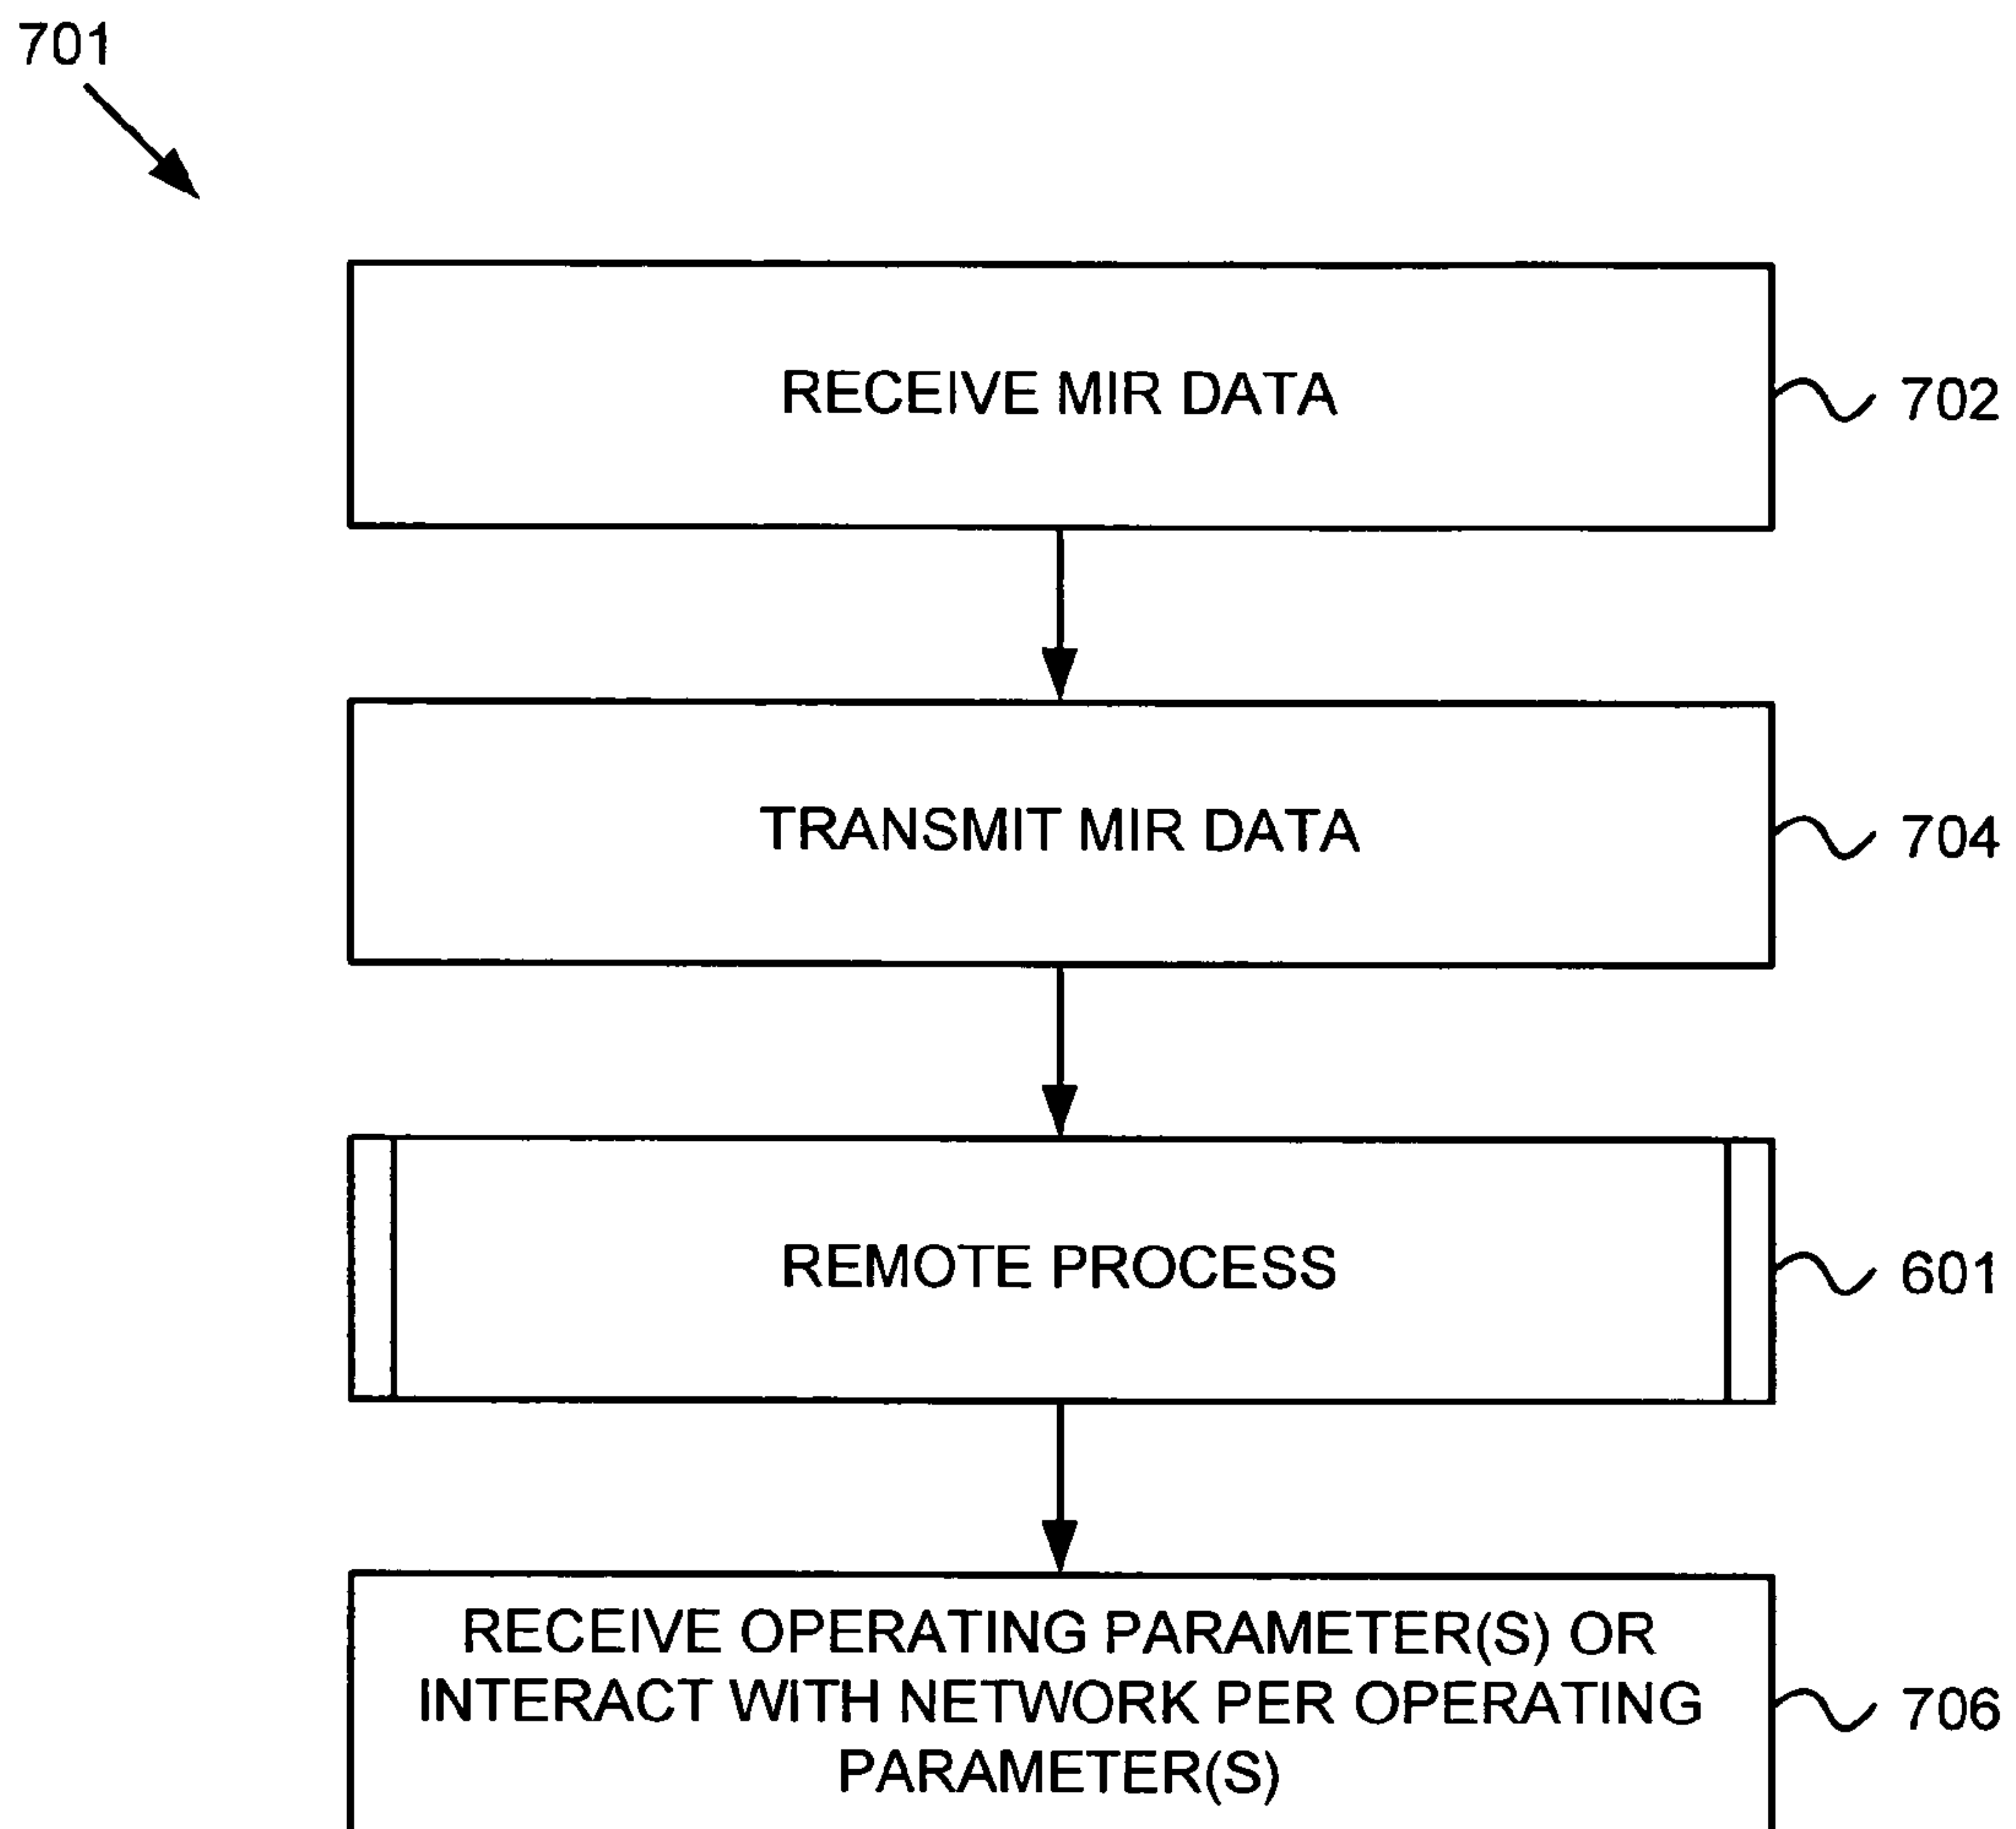 701
RECEIVE MIR DATA
702
TRANSMIT MIR DATA
704
REMOTE PROCESS
601
RECEIVE OPERATING PARAMETER(S) OR
INTERACT WITH NETWORK PER OPERATING
PARAMETER(S)
706